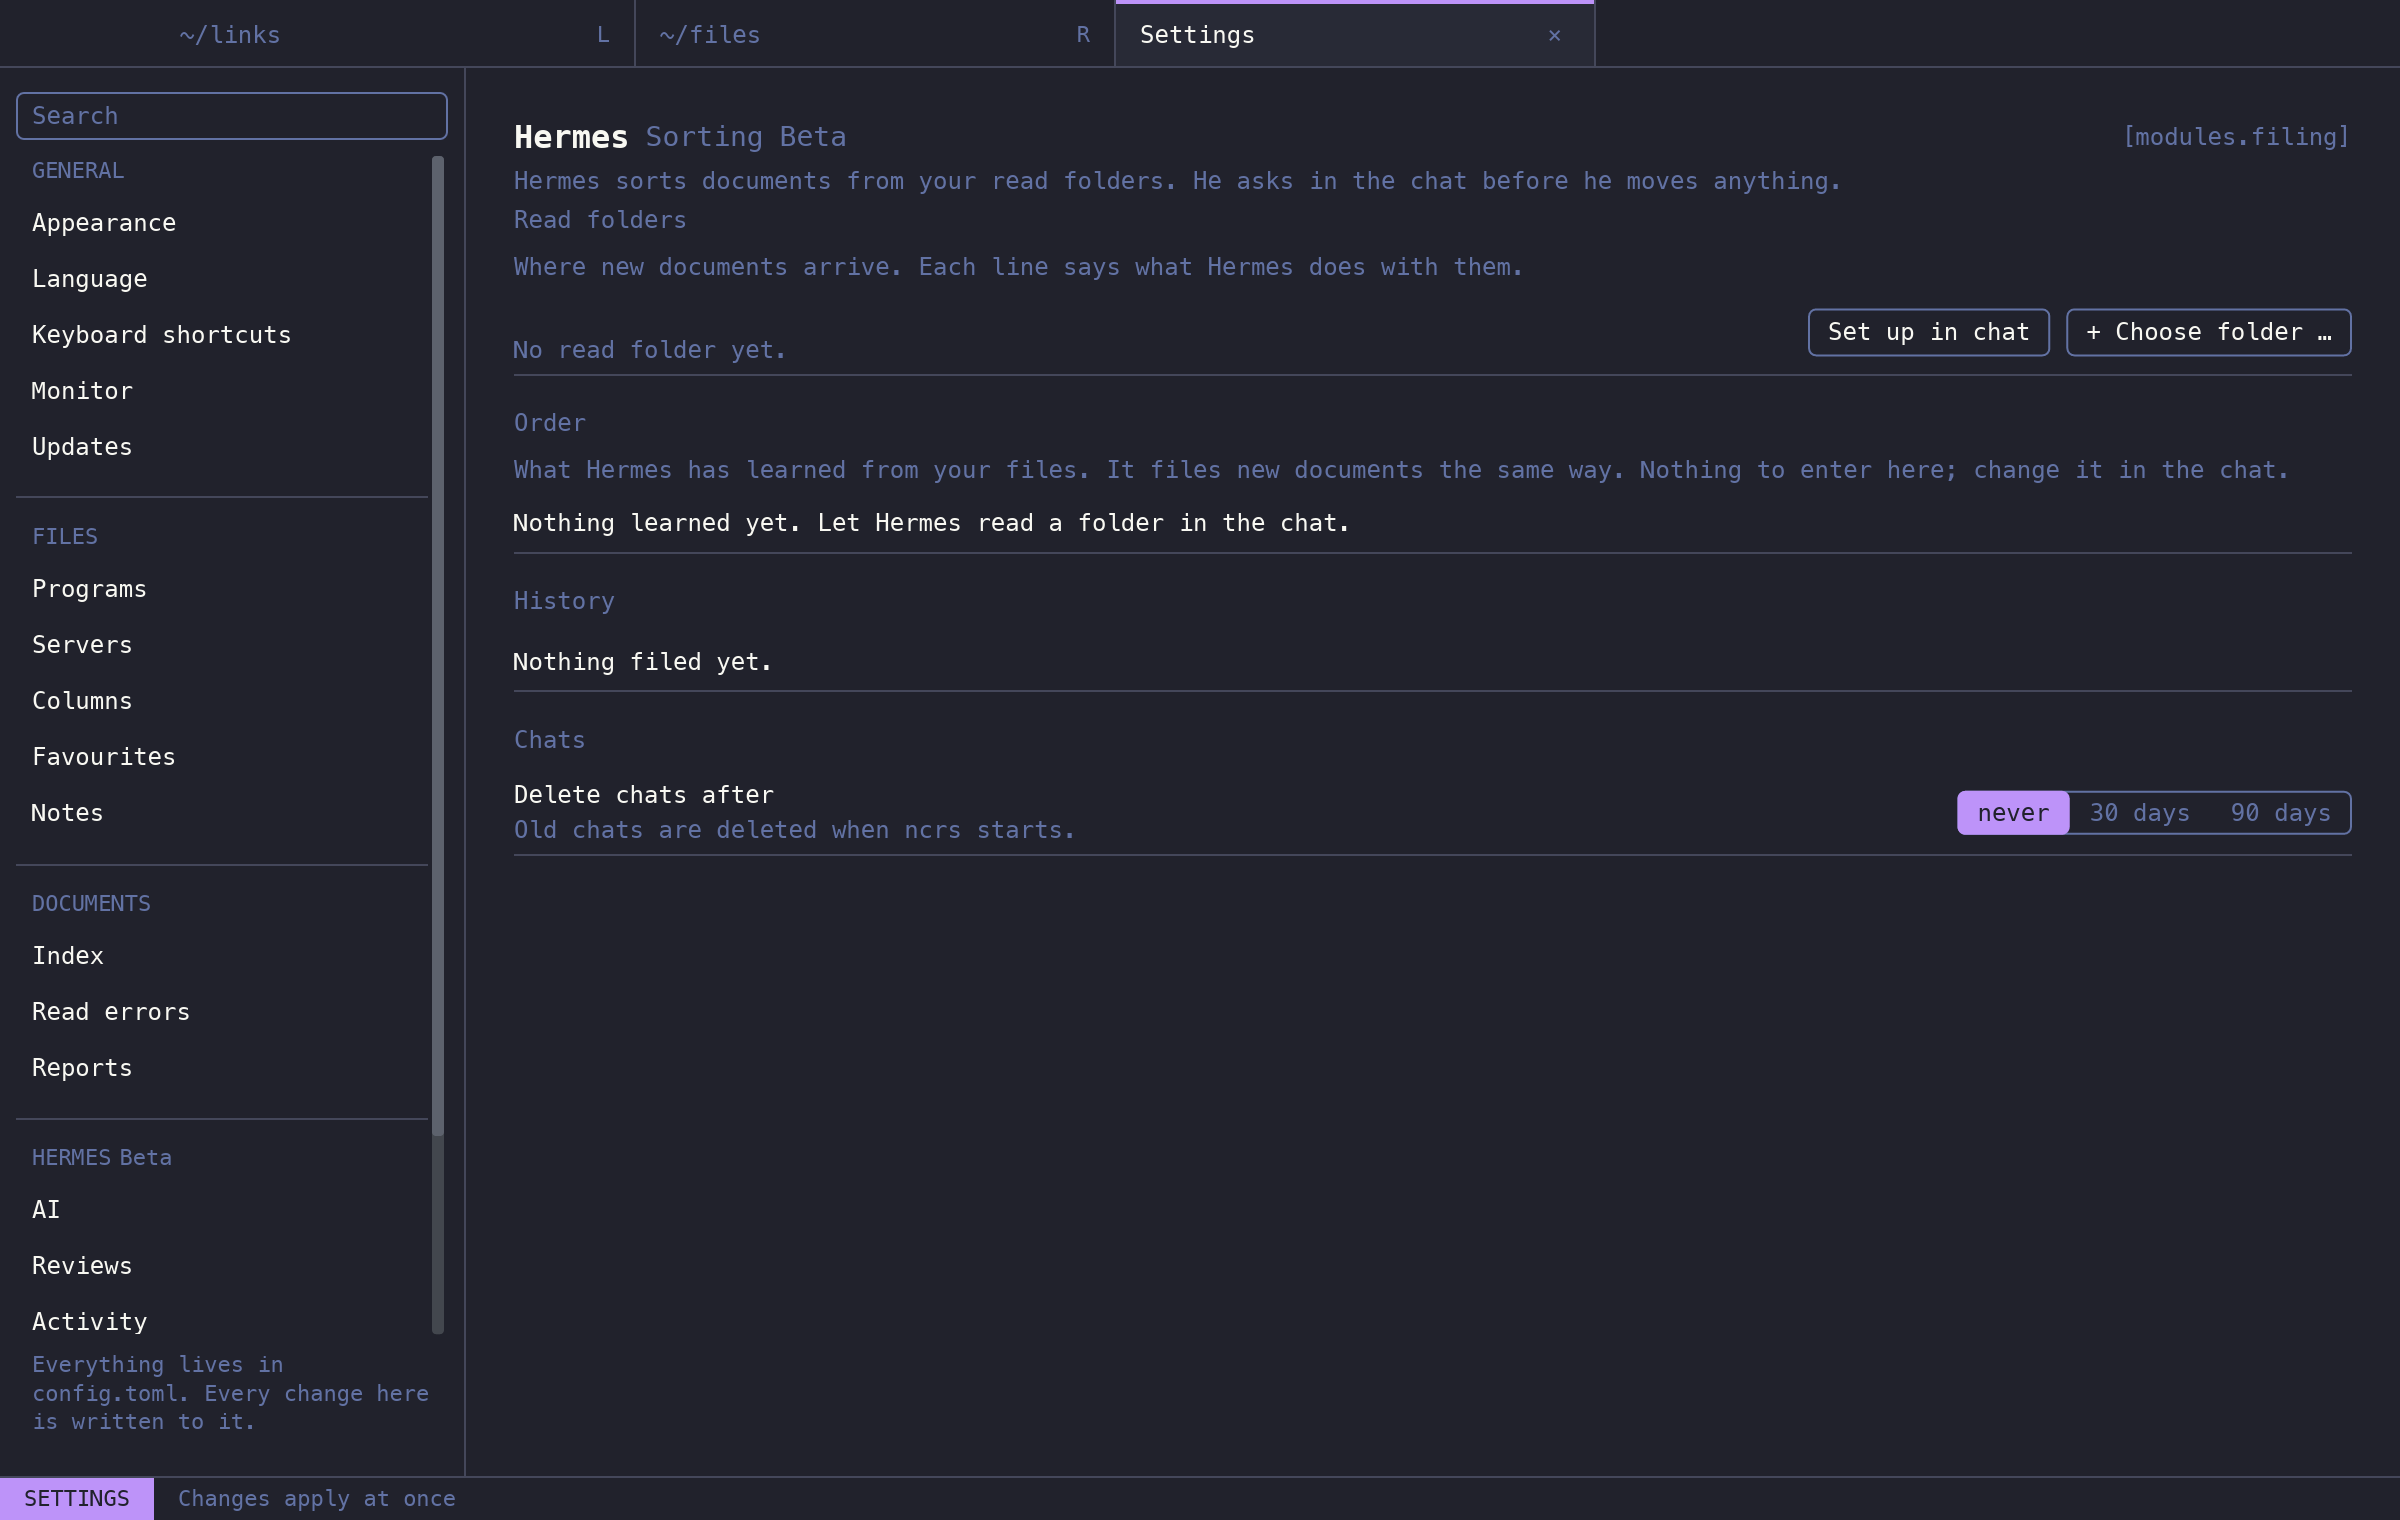 ~/links L ~/files R Settings ×
Search
GENERAL
Appearance
Language
Keyboard shortcuts
Monitor
Updates
FILES
Programs
Servers
Columns
Favourites
Notes
DOCUMENTS
Index
Read errors
Reports
HERMES Beta
AI
Reviews
Activity
Everything lives in
config.toml. Every change here
is written to it.
Hermes Sorting Beta [modules.filing]
Hermes sorts documents from your read folders. He asks in the chat before he moves anything.
Read folders
Where new documents arrive. Each line says what Hermes does with them.
No read folder yet. Set up in chat + Choose folder …
Order
What Hermes has learned from your files. It files new documents the same way. Nothing to enter here; change it in the chat.
Nothing learned yet. Let Hermes read a folder in the chat.
History
Nothing filed yet.
Chats
Delete chats after
Old chats are deleted when ncrs starts.
never 30 days 90 days
SETTINGS Changes apply at once